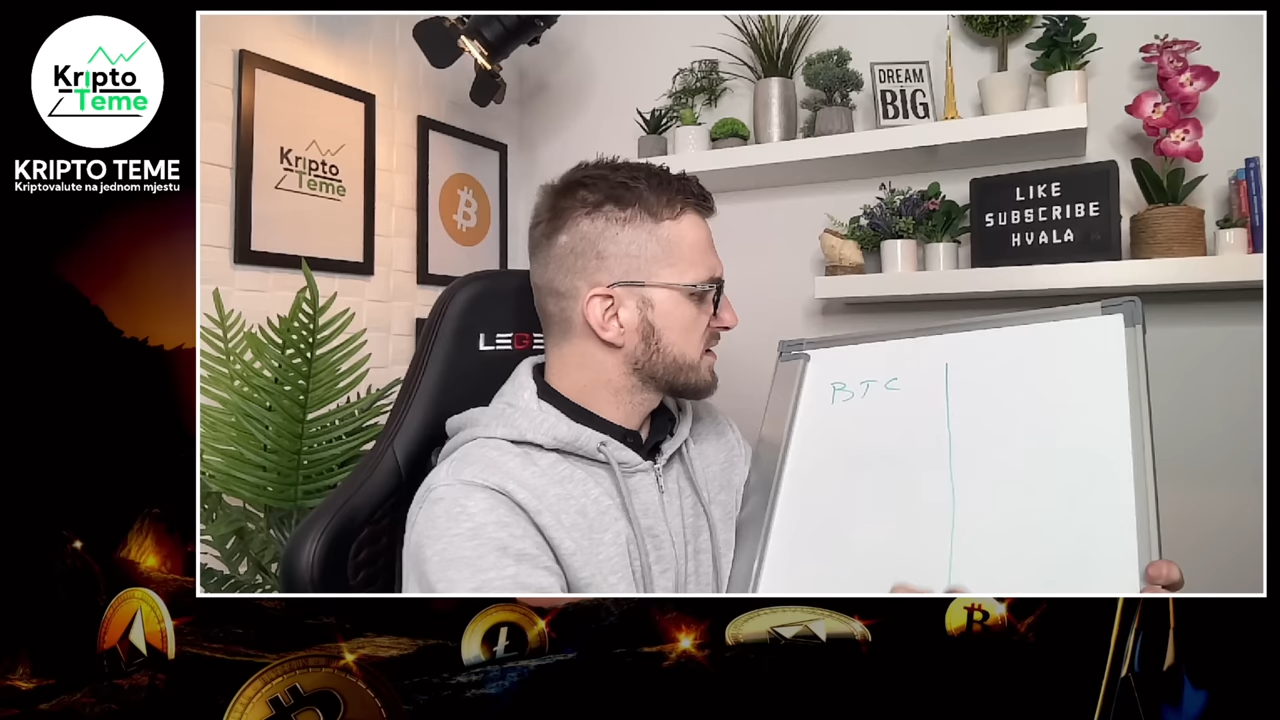 Kripto
Teme
KRIPTO TEME
Kriptovalute na jednom mjestu
Kripto
Teme
DREAM
BIG
LIKE
SUBSCRIBE
HVALA
BTC